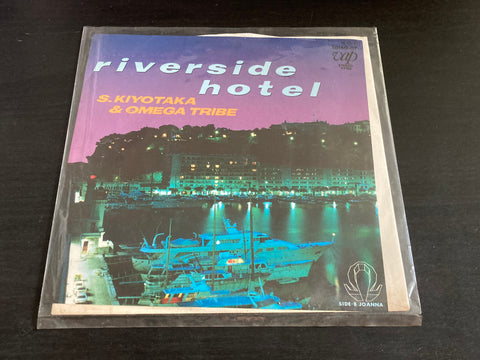 vap
riverside
hotel
S.KIYOTAKA
& OMEGA TRIBE
SIDE-B JOANNA